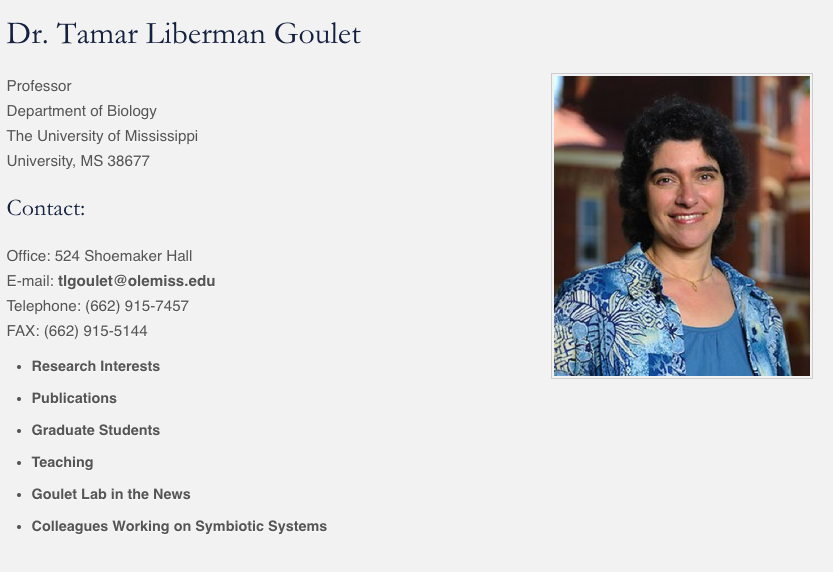 Dr. Tamar Liberman Goulet
Professor
Department of Biology
The University of Mississippi
University, MS 38677
Contact:
Office: 524 Shoemaker Hall
E-mail: tlgoulet@olemiss.edu
Telephone: (662) 915-7457
FAX: (662) 915-5144
• Research Interests
• Publications
• Graduate Students
• Teaching
• Goulet Lab in the News
• Colleagues Working on Symbiotic Systems